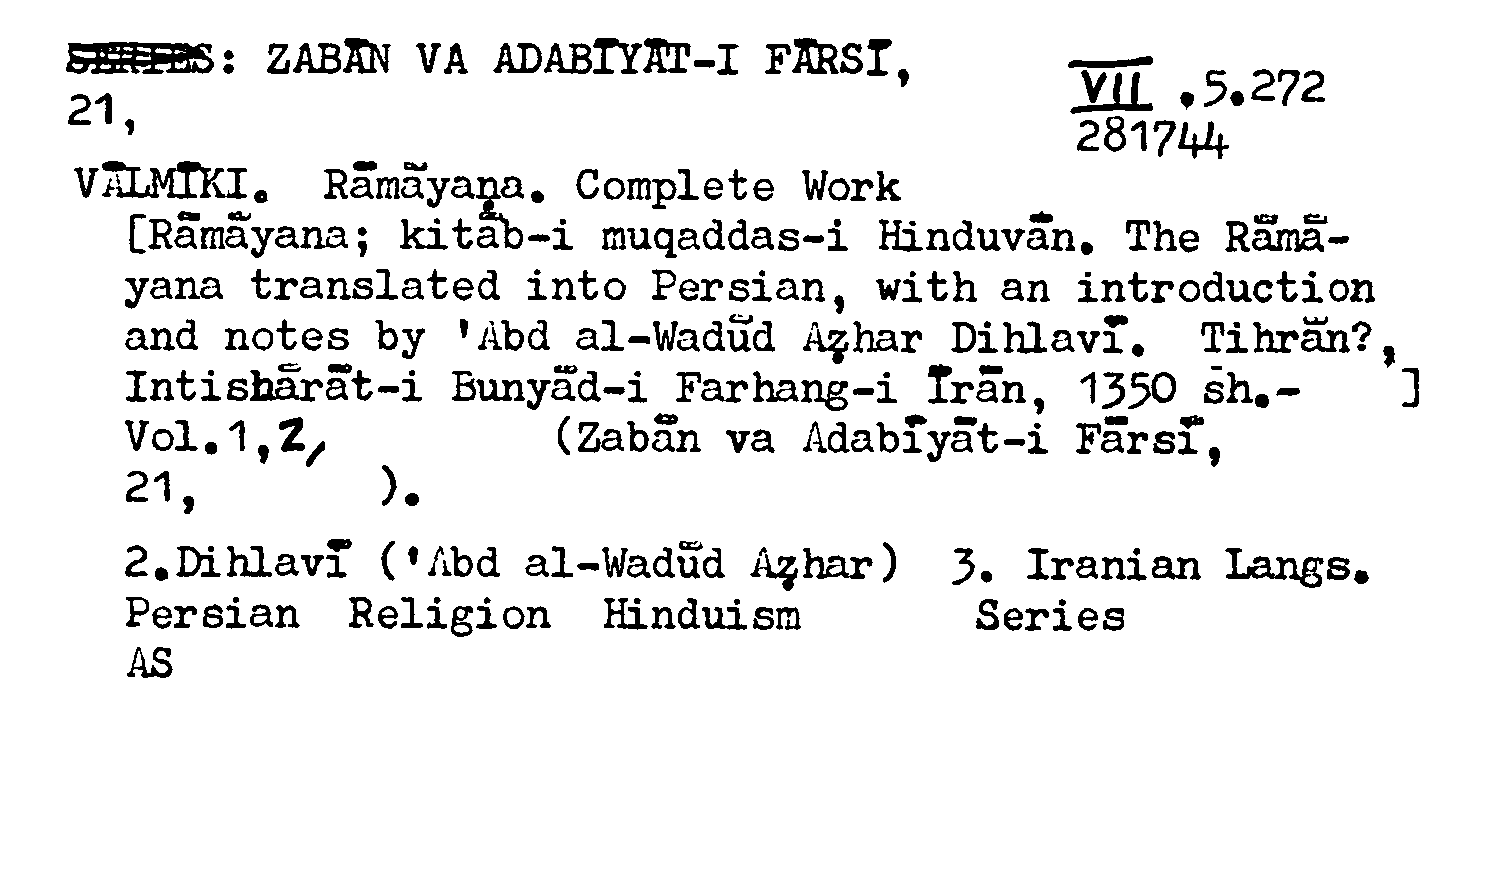 SERIES: ZABĀN VA ADABĪYĀT-I FĀRSĪ,
21,
VII .5.272
281744
VĀLMĪKI. Rāmāyaṇa. Complete Work
[Rāmāyana; kitāb-i muqaddas-i Hinduvān. The Rāmā-
yana translated into Persian, with an introduction
and notes by 'Abd al-Wadūd Aẓhar Dihlavī. Tihrān?,
Intishārāt-i Bunyād-i Farhang-i Īrān, 1350 sh.- ]
Vol.1,2, (Zabān va Adabīyāt-i Fārsī,
21, ).
2.Dihlavī ('Abd al-Wadūd Aẓhar) 3. Iranian Langs.
Persian Religion Hinduism Series
AS